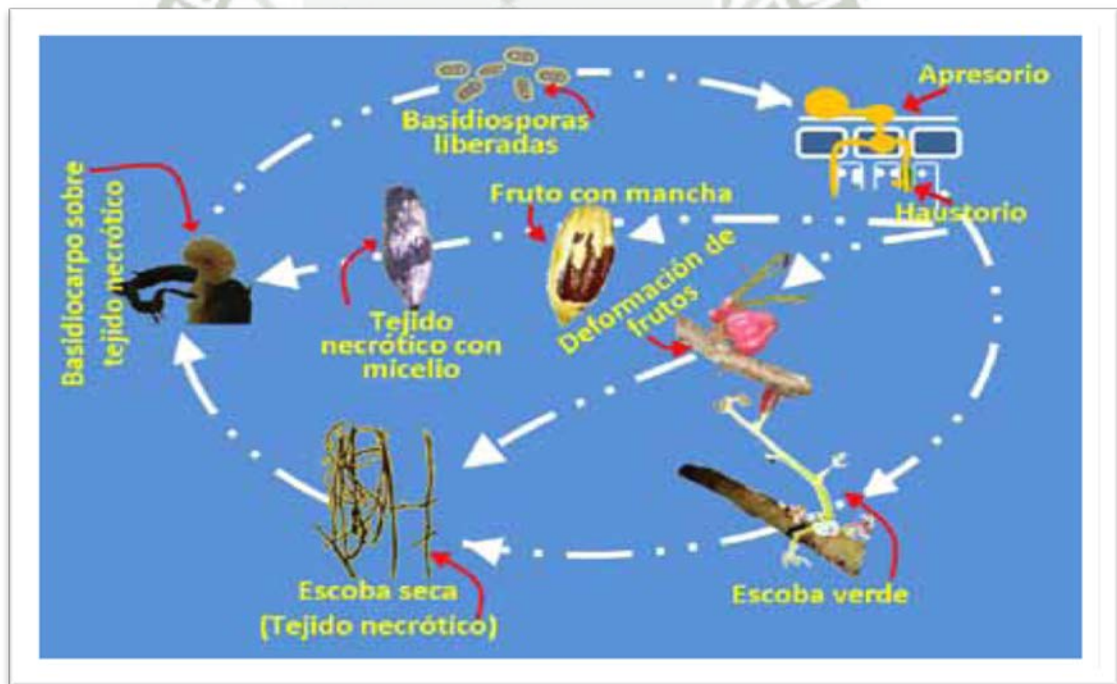 Basidiosporas
liberadas
Apresorio
Haustorio
Basidiocarpo sobre
tejido necrótico
Fruto con mancha
Tejido
necrótico con
micelio
Deformación de
frutos
Escoba seca
(Tejido necrótico)
Escoba verde